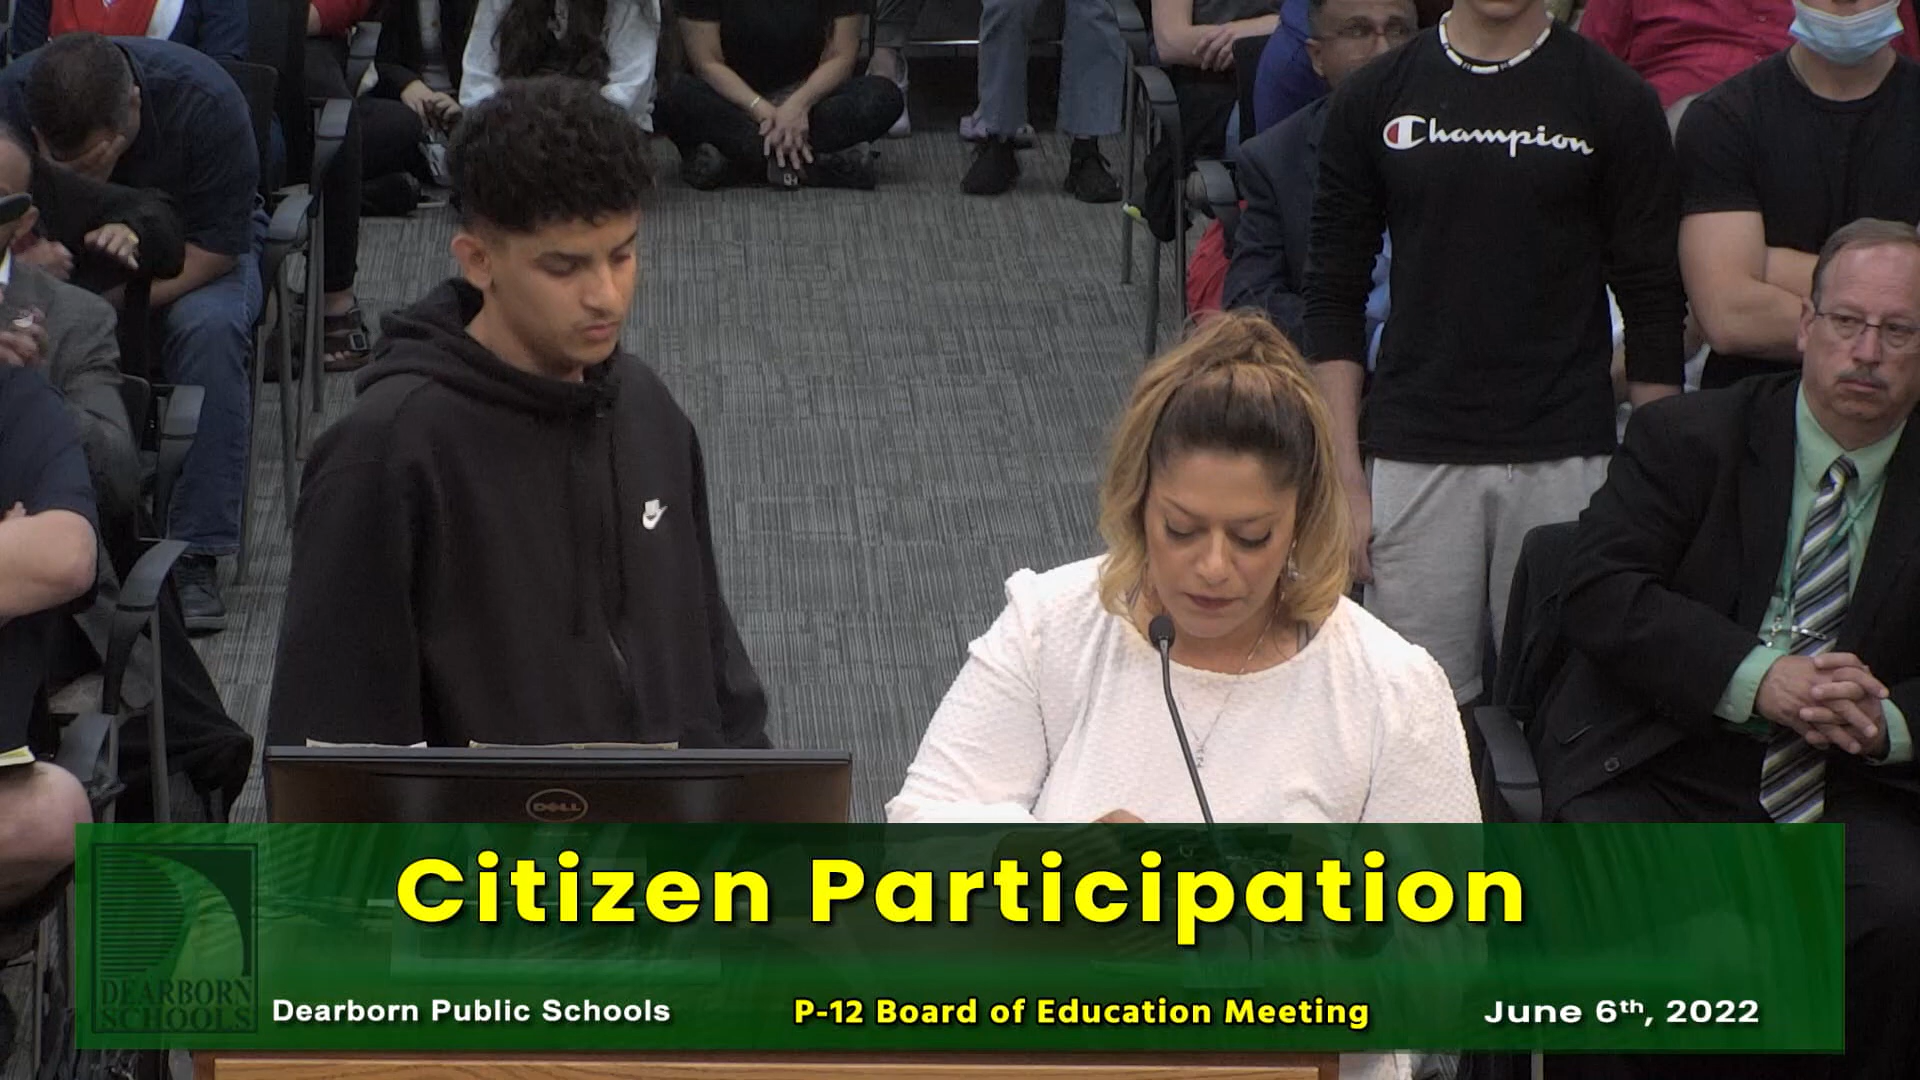 Champion
DELL
Citizen Participation
DEARBORN
SCHOOLS
Dearborn Public Schools
P-12 Board of Education Meeting
June 6th, 2022